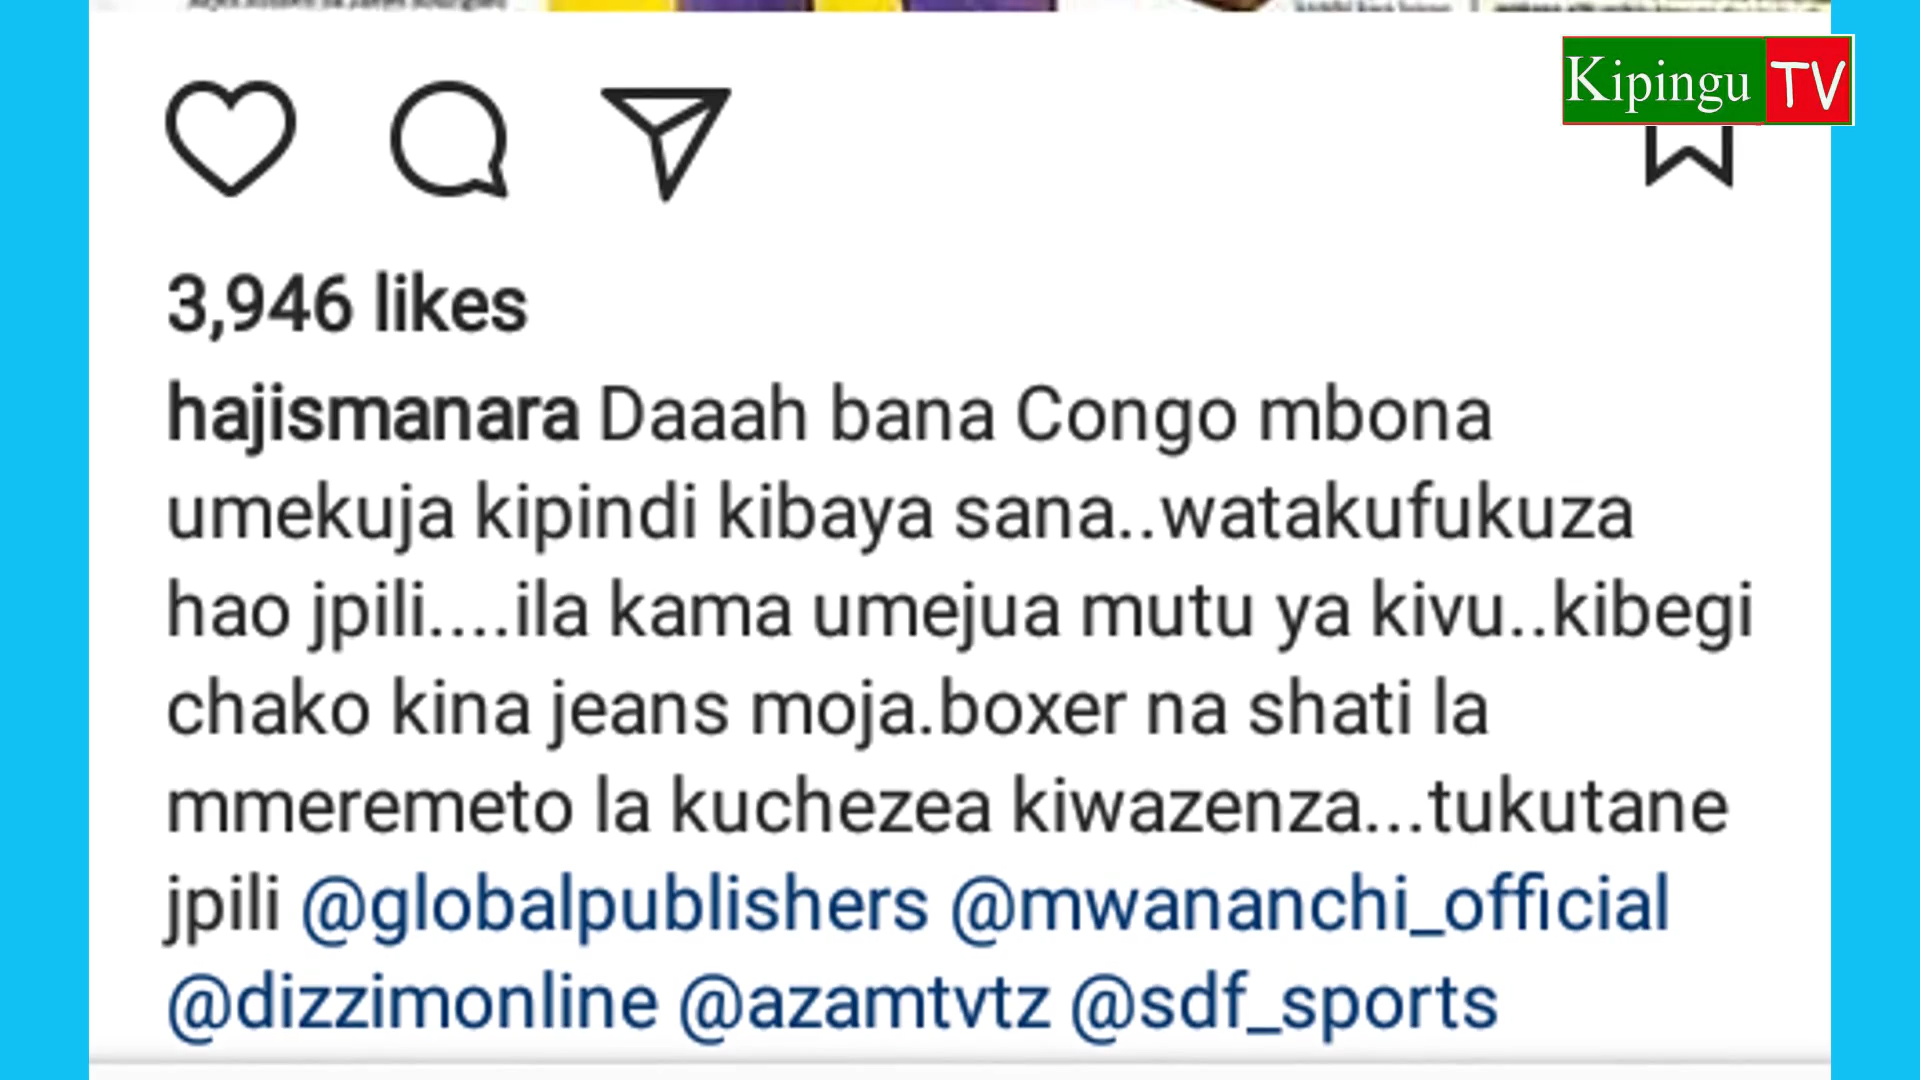 Kipingu TV
3,946 likes
hajismanara Daaah bana Congo mbona
umekuja kipindi kibaya sana..watakufukuza
hao jpili....ila kama umejua mutu ya kivu..kibegi
chako kina jeans moja.boxer na shati la
mmeremeto la kuchezea kiwazenza...tukutane
jpili @globalpublishers @mwananchi_official
@dizzimonline @azamtvtz @sdf_sports